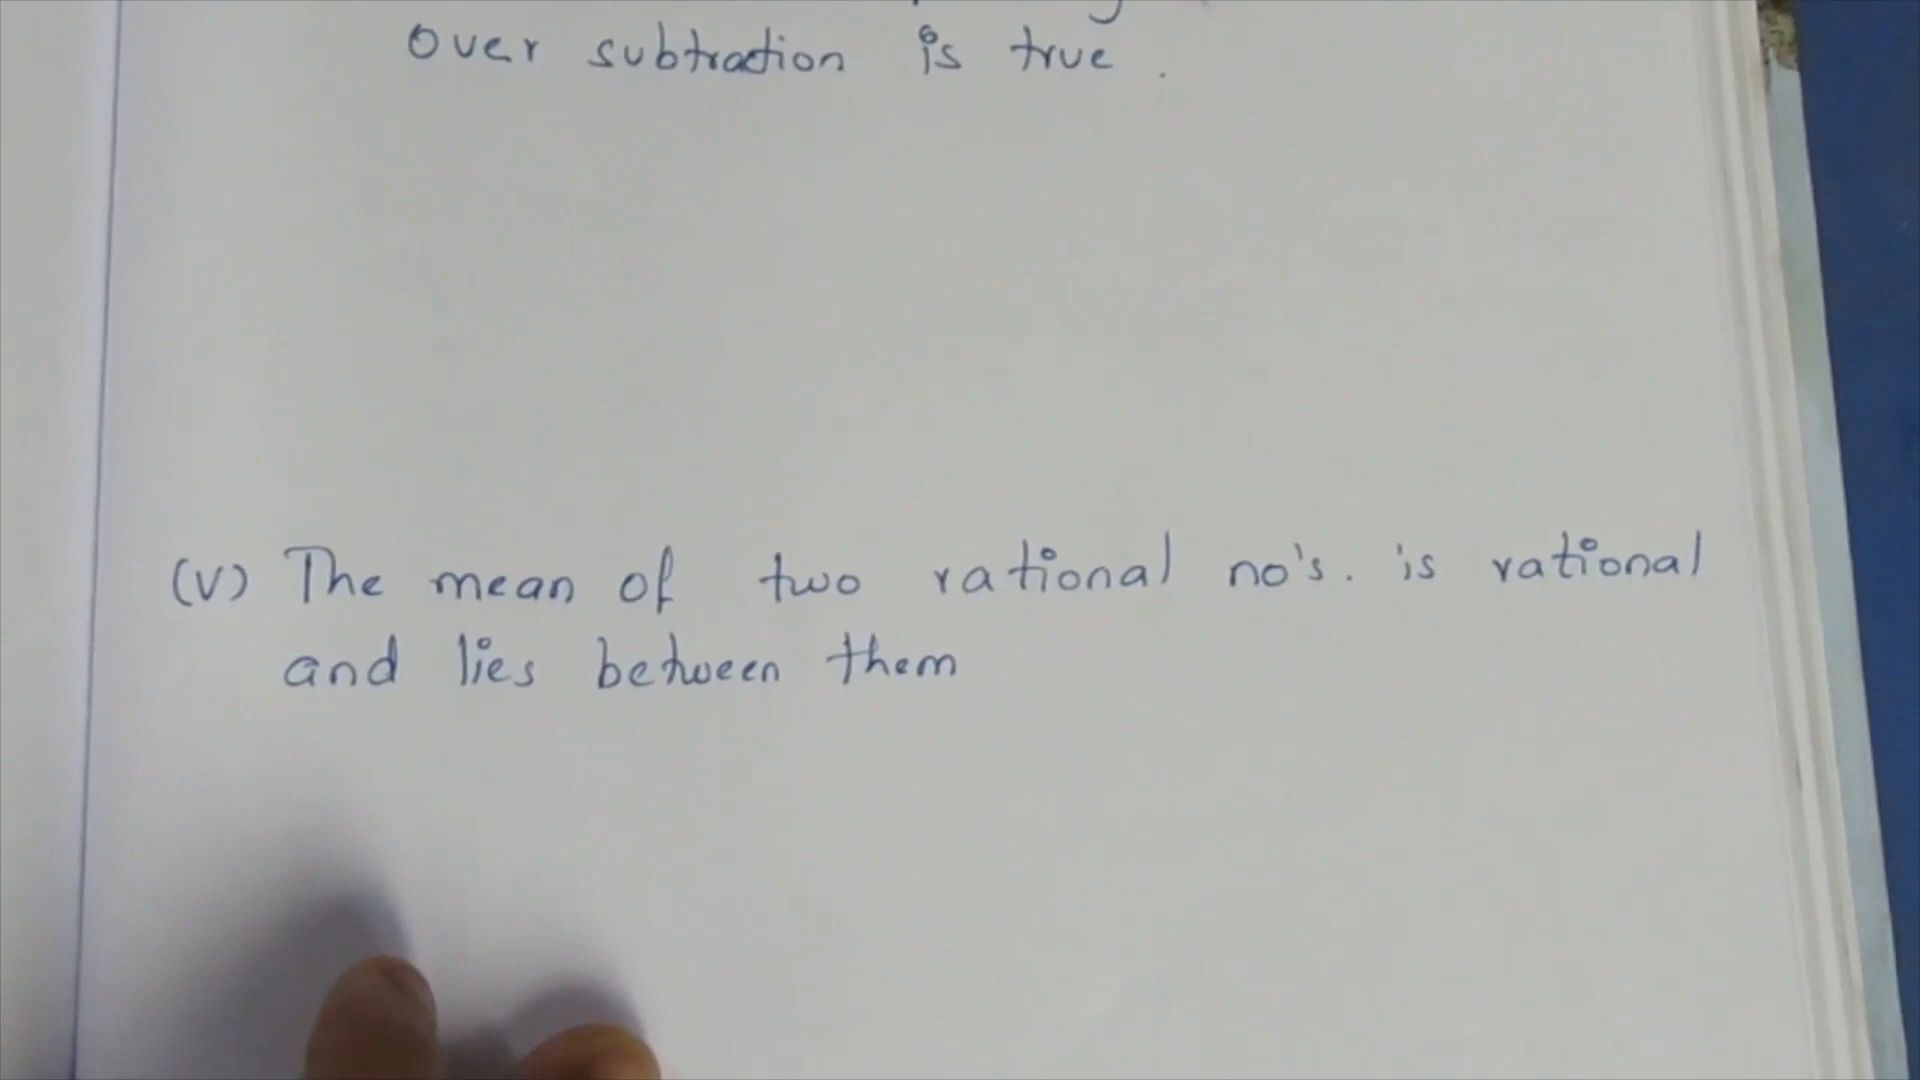 over subtraction is true .
(v) The mean of two rational no's. is rational
and lies between them